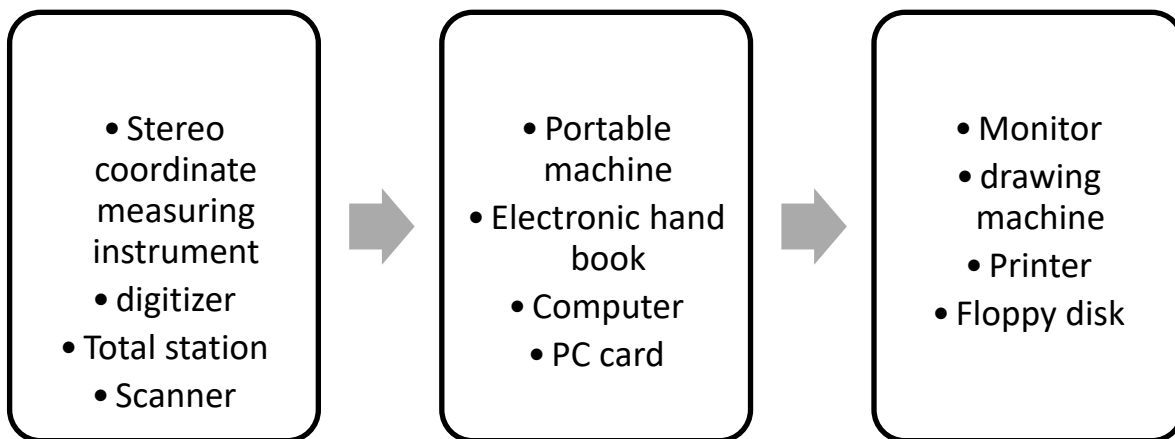 • Stereo
coordinate
measuring
instrument
• digitizer
• Total station
• Scanner
• Portable
machine
• Electronic hand
book
• Computer
• PC card
• Monitor
• drawing
machine
• Printer
• Floppy disk